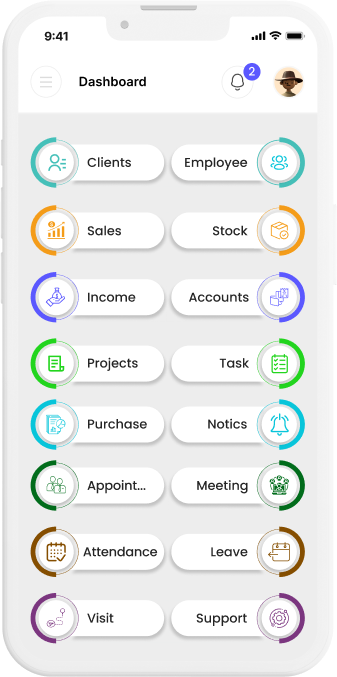 9:41
Dashboard
2
Clients Employee
Sales Stock
Income Accounts
Projects Task
Purchase Notics
Appoint... Meeting
Attendance Leave
Visit Support